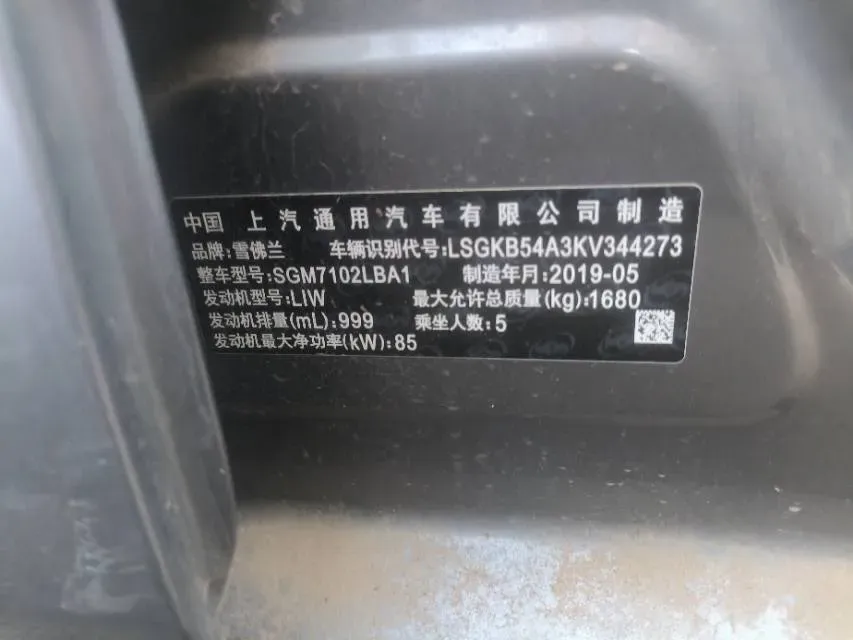 中国 上汽通用汽车有限公司制造
品牌:雪佛兰 车辆识别代号:LSGKB54A3KV344273
整车型号:SGM7102LBA1 制造年月:2019-05
发动机型号:LIW 最大允许总质量(kg):1680
发动机排量(mL):999 乘坐人数:5
发动机最大净功率(kW):85